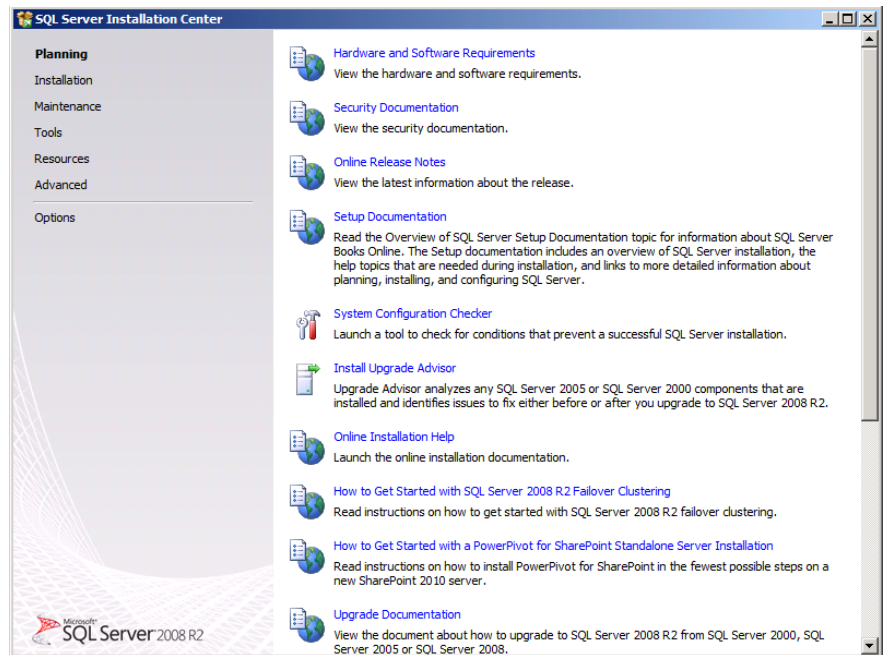 SQL Server Installation Center
Planning
Installation
Maintenance
Tools
Resources
Advanced
Options
Hardware and Software Requirements
View the hardware and software requirements.
Security Documentation
View the security documentation.
Online Release Notes
View the latest information about the release.
Setup Documentation
Read the Overview of SQL Server Setup Documentation topic for information about SQL Server
Books Online. The Setup documentation includes an overview of SQL Server installation, the
help topics that are needed during installation, and links to more detailed information about
planning, installing, and configuring SQL Server.
System Configuration Checker
Launch a tool to check for conditions that prevent a successful SQL Server installation.
Install Upgrade Advisor
Upgrade Advisor analyzes any SQL Server 2005 or SQL Server 2000 components that are
installed and identifies issues to fix either before or after you upgrade to SQL Server 2008 R2.
Online Installation Help
Launch the online installation documentation.
How to Get Started with SQL Server 2008 R2 Failover Clustering
Read instructions on how to get started with SQL Server 2008 R2 failover clustering.
How to Get Started with a PowerPivot for SharePoint Standalone Server Installation
Read instructions on how to install PowerPivot for SharePoint in the fewest possible steps on a
new SharePoint 2010 server.
Upgrade Documentation
View the document about how to upgrade to SQL Server 2008 R2 from SQL Server 2000, SQL
Server 2005 or SQL Server 2008.
Microsoft®
SQL Server 2008 R2